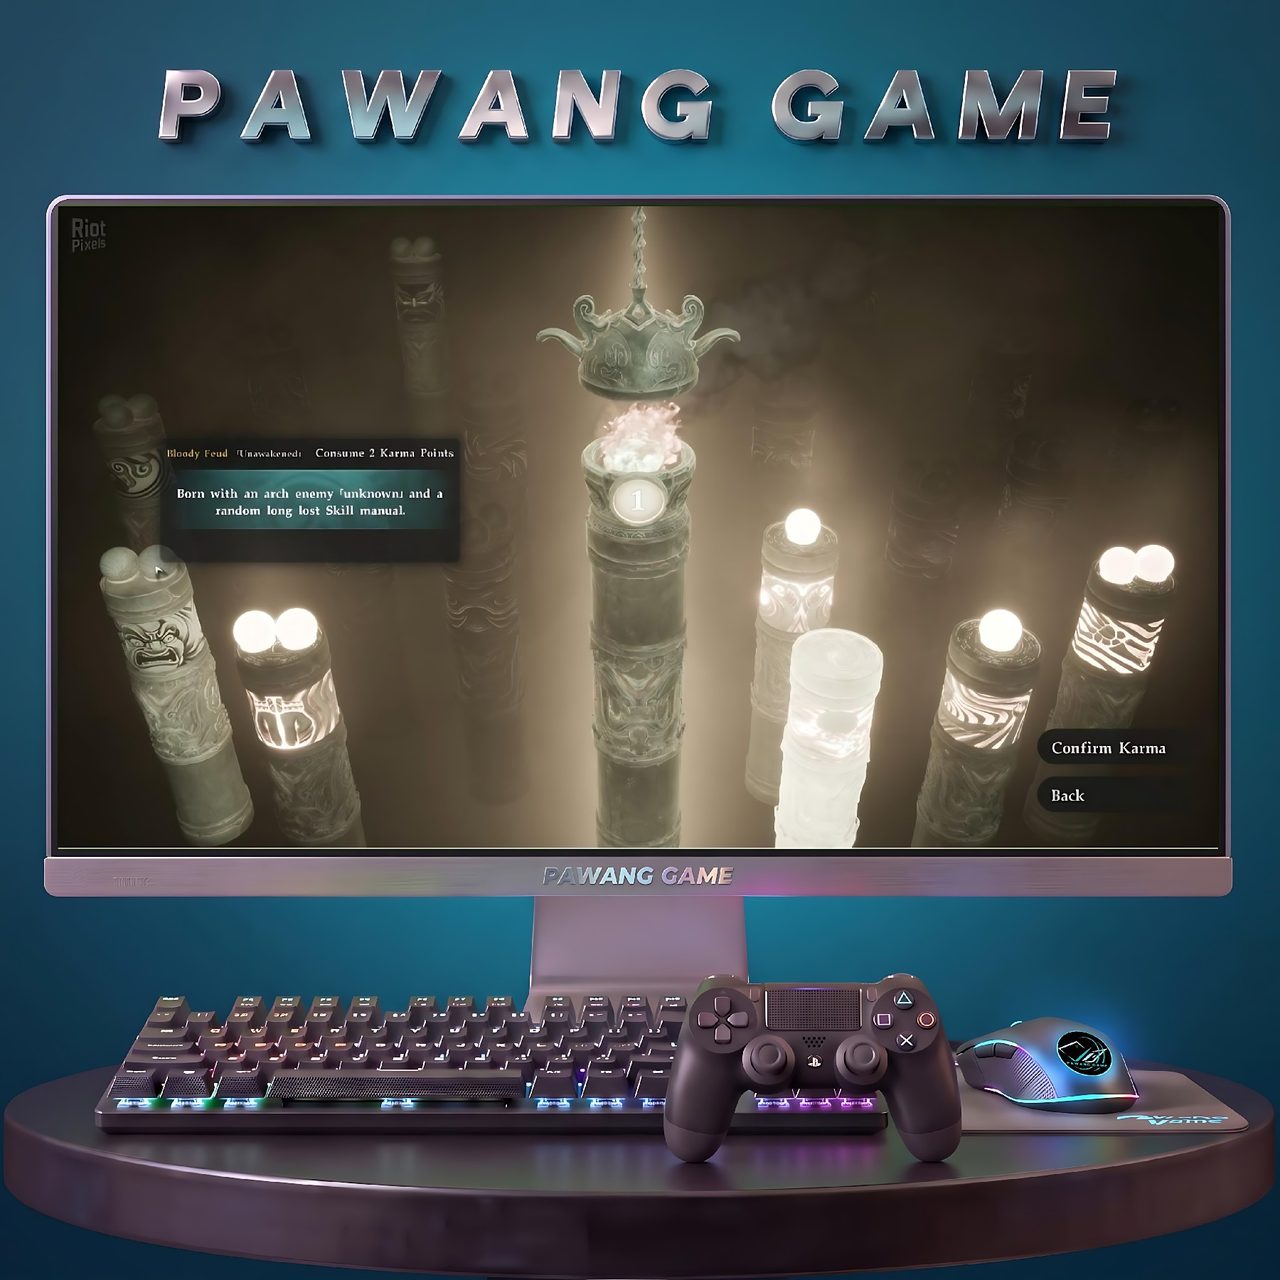 PAWANG GAME
Riot
Pixels
Bloody Feud 「Unawakened」 Consume 2 Karma Points
Born with an arch enemy 「unknown」 and a
random long lost Skill manual.
1
Confirm Karma
Back
PAWANG GAME